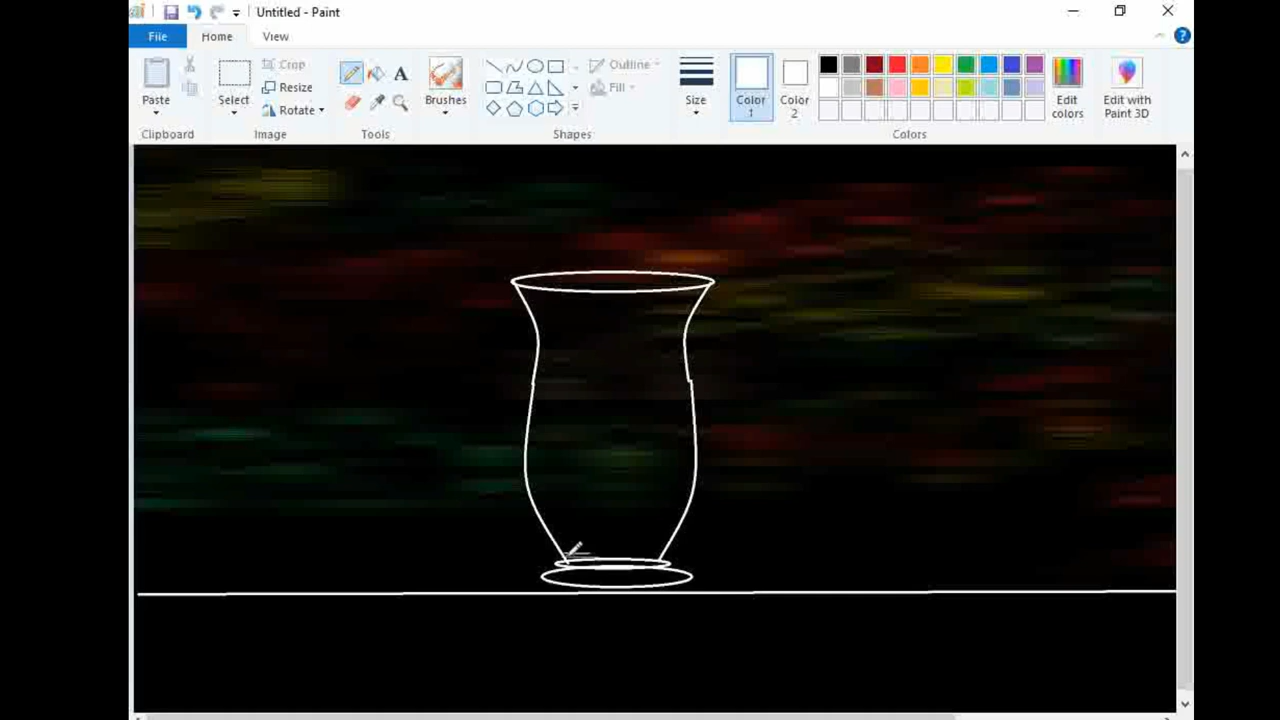 Untitled - Paint
File Home View
Crop Outline
Resize Fill
Paste Select Rotate Brushes Size Color 1 Color 2 Edit colors Edit with Paint 3D
Clipboard Image Tools Shapes Colors